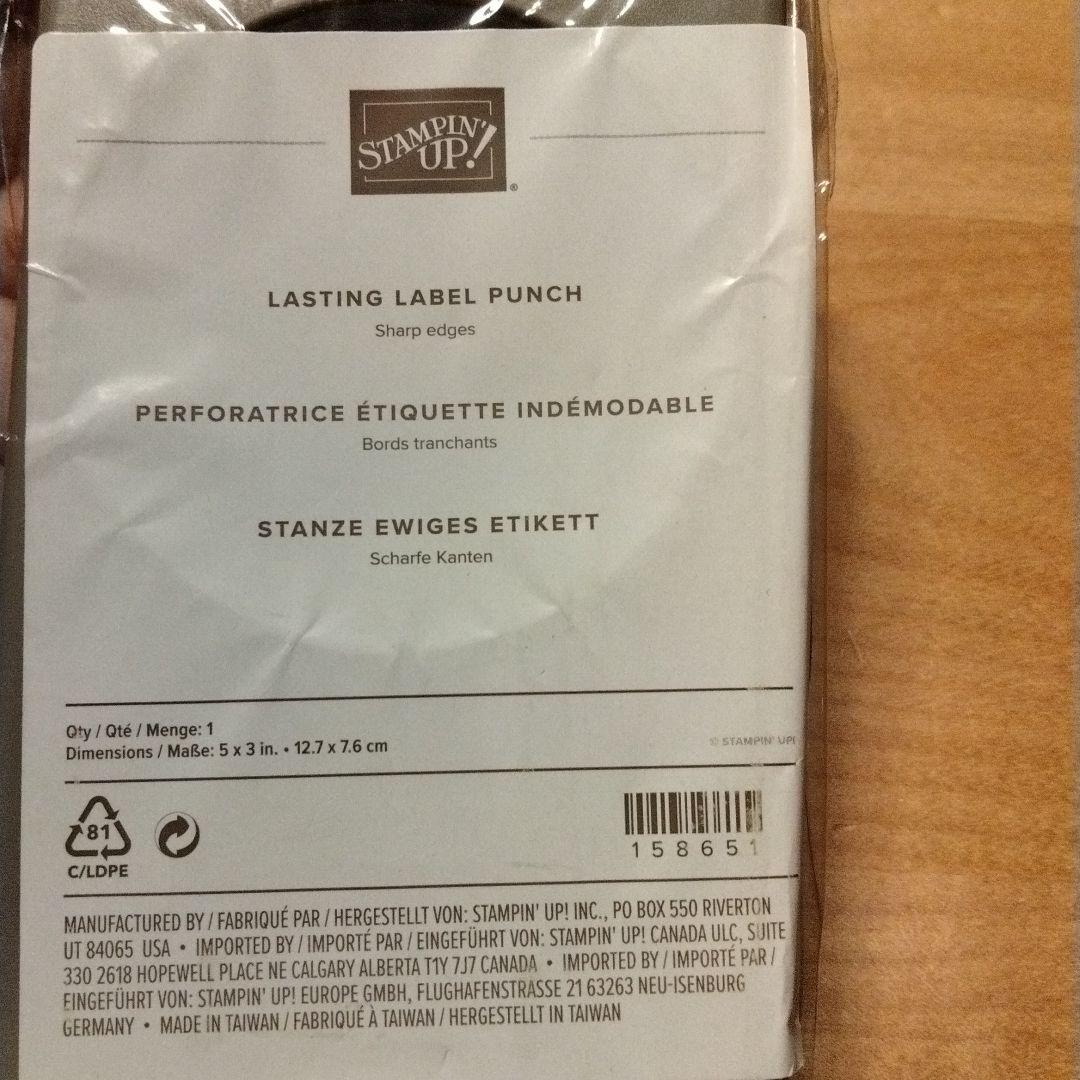 STAMPIN' UP!®
LASTING LABEL PUNCH
Sharp edges
PERFORATRICE ÉTIQUETTE INDÉMODABLE
Bords tranchants
STANZE EWIGES ETIKETT
Scharfe Kanten
Qty / Qté / Menge: 1
Dimensions / Maße: 5 x 3 in. • 12.7 x 7.6 cm
© STAMPIN' UP!
81
C/LDPE
158651
MANUFACTURED BY / FABRIQUÉ PAR / HERGESTELLT VON: STAMPIN' UP! INC., PO BOX 550 RIVERTON
UT 84065 USA • IMPORTED BY / IMPORTÉ PAR / EINGEFÜHRT VON: STAMPIN' UP! CANADA ULC, SUITE
330 2618 HOPEWELL PLACE NE CALGARY ALBERTA T1Y 7J7 CANADA • IMPORTED BY / IMPORTÉ PAR /
EINGEFÜHRT VON: STAMPIN' UP! EUROPE GMBH, FLUGHAFENSTRASSE 21 63263 NEU-ISENBURG
GERMANY • MADE IN TAIWAN / FABRIQUÉ À TAIWAN / HERGESTELLT IN TAIWAN